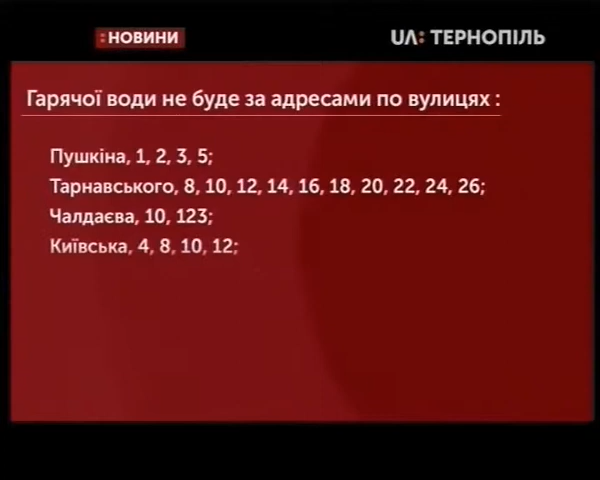 :НОВИНИ
UA: ТЕРНОПІЛЬ
Гарячої води не буде за адресами по вулицях :
Пушкіна, 1, 2, 3, 5;
Тарнавського, 8, 10, 12, 14, 16, 18, 20, 22, 24, 26;
Чалдаєва, 10, 123;
Київська, 4, 8, 10, 12;